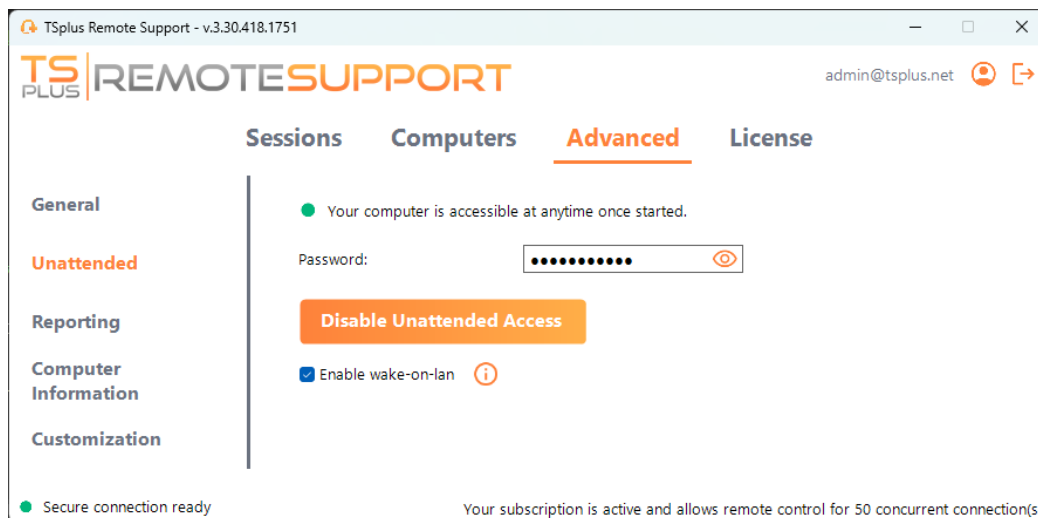 TSplus Remote Support - v.3.30.418.1751
TS PLUS REMOTESUPPORT
admin@tsplus.net
Sessions Computers Advanced License
General
Your computer is accessible at anytime once started.
Unattended
Password:
Disable Unattended Access
Reporting
Enable wake-on-lan
Computer
Information
Customization
Secure connection ready
Your subscription is active and allows remote control for 50 concurrent connection(s